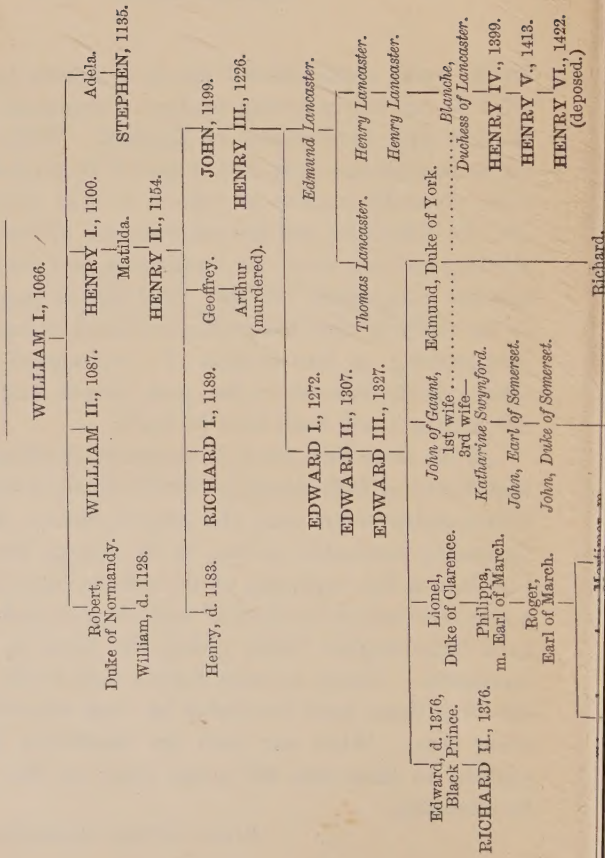 WILLIAM I., 1066.
Robert,
Duke of Normandy.
William, d. 1128.
WILLIAM II., 1087.
HENRY I., 1100.
Matilda.
HENRY II., 1154.
Adela.
STEPHEN, 1135.
Henry, d. 1183.
RICHARD I., 1189.
Geoffrey.
Arthur
(murdered).
JOHN, 1199.
HENRY III., 1226.
EDWARD I., 1272.
EDWARD II., 1307.
EDWARD III., 1327.
Edmund Lancaster.
Thomas Lancaster.
Henry Lancaster.
Henry Lancaster.
Edward, d. 1376,
Black Prince.
RICHARD II., 1376.
Lionel,
Duke of Clarence.
Philippa,
m. Earl of March.
Roger,
Earl of March.
John of Gaunt,
1st wife ..................... Blanche,
Duchess of Lancaster.
3rd wife—
Katharine Swynford.
John, Earl of Somerset.
John, Duke of Somerset.
Edmund, Duke of York.
HENRY IV., 1399.
HENRY V., 1413.
HENRY VI., 1422.
(deposed.)
Mortimer, m.
Richard,